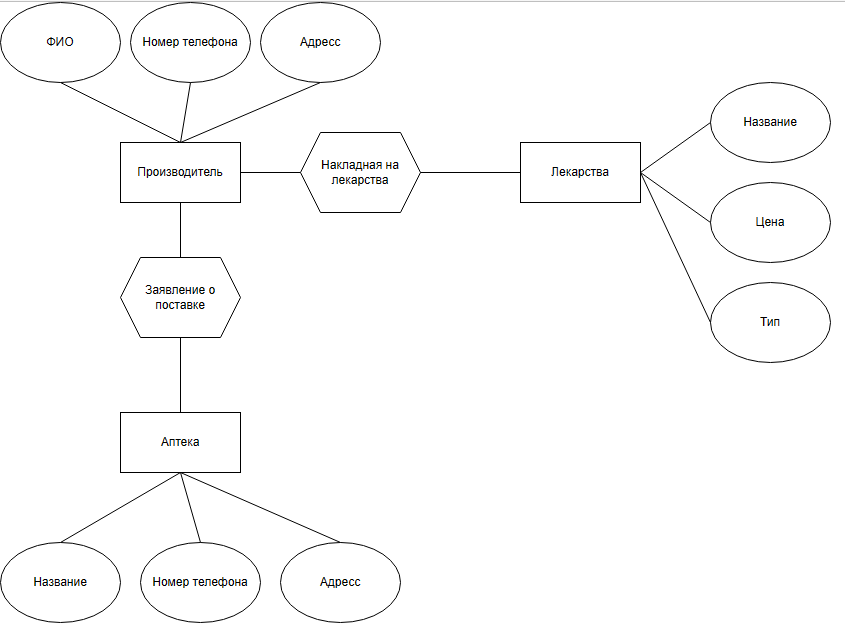 ФИО
Номер телефона
Адресс
Производитель
Накладная на
лекарства
Лекарства
Название
Цена
Тип
Заявление о
поставке
Аптека
Название
Номер телефона
Адресс